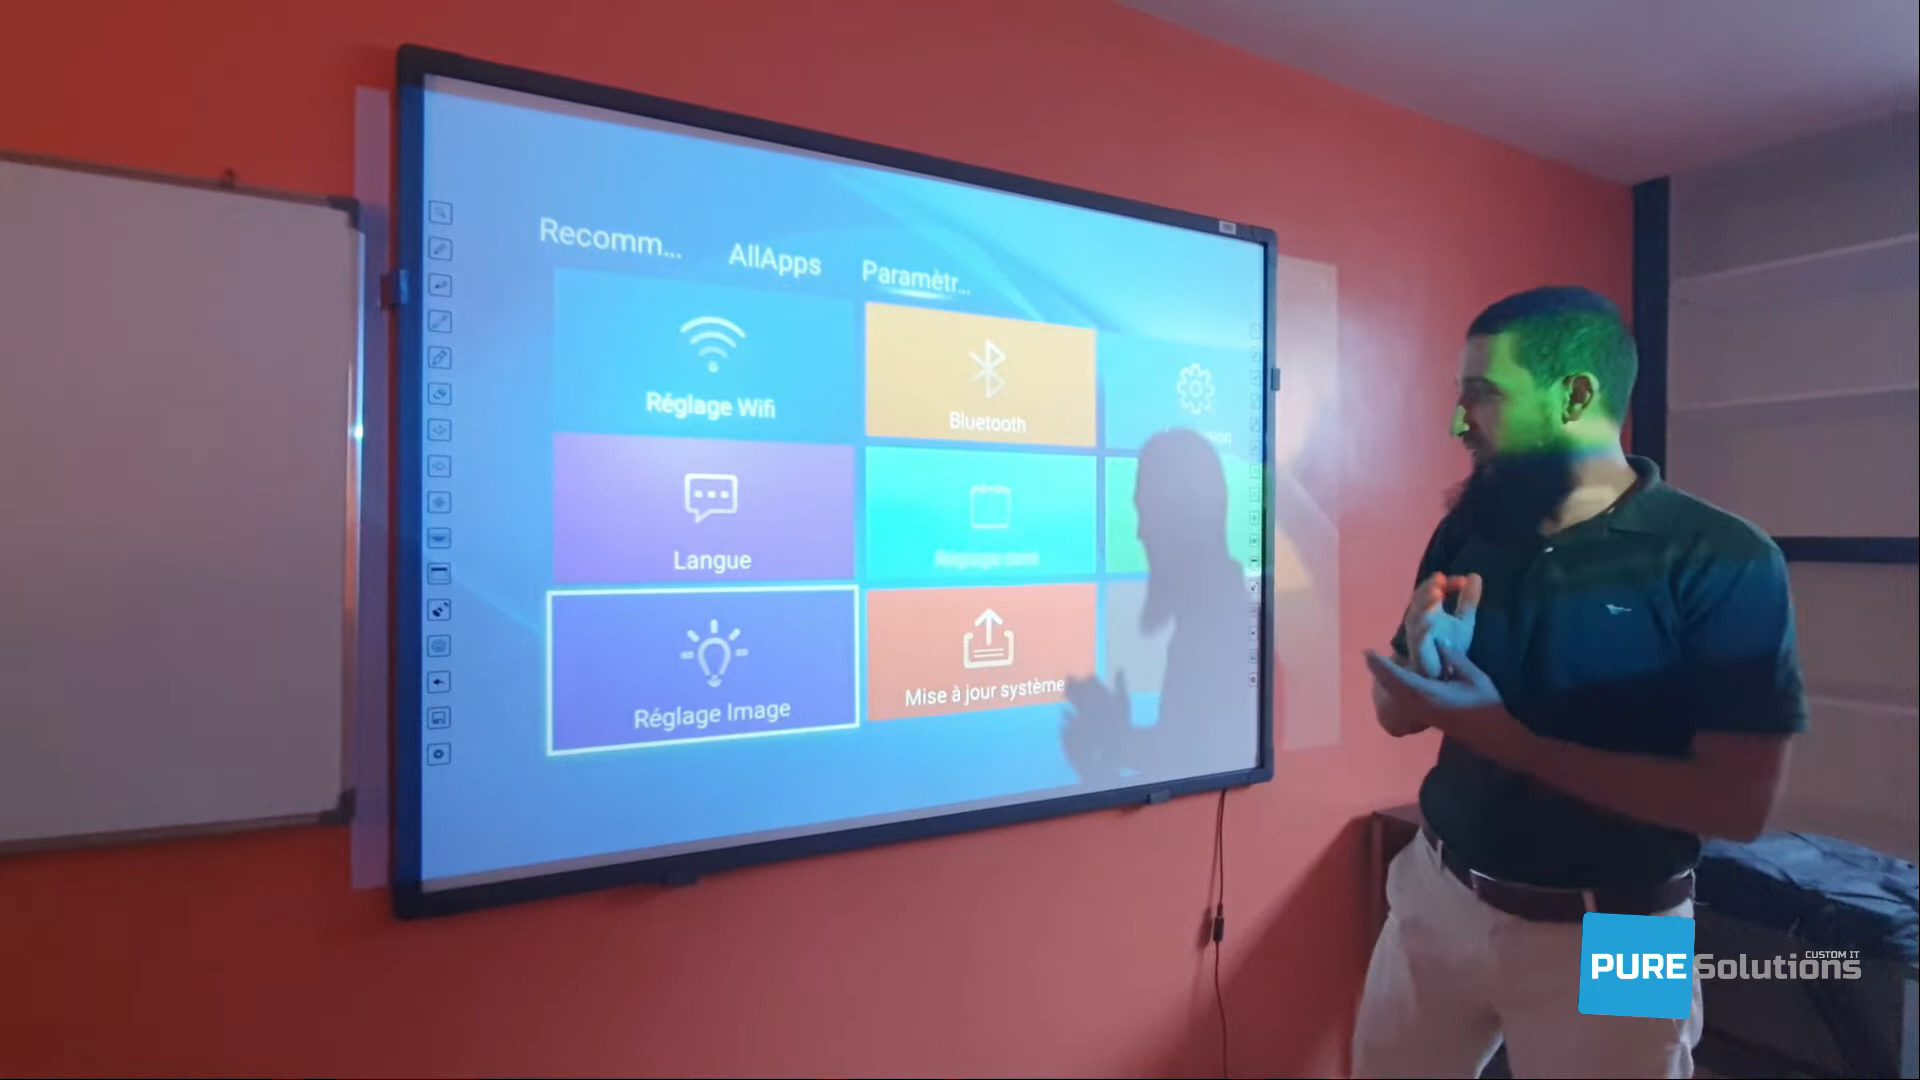 Recomm...
AllApps
Paramètr...
Réglage Wifi
Bluetooth
Langue
Réglage Image
Mise à jour système
PURE Solutions
CUSTOM IT